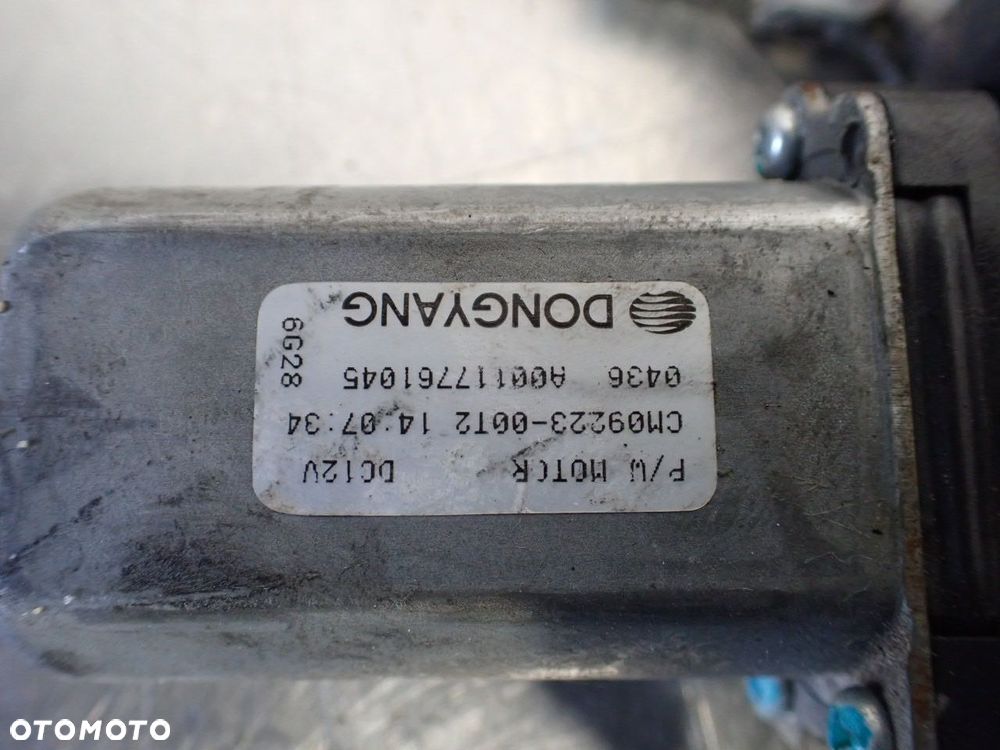 P/W MOTOR DC12V
CM09223-00T2 14:07:34
0436 A00117761045
DONGYANG
6G28
OTOMOTO